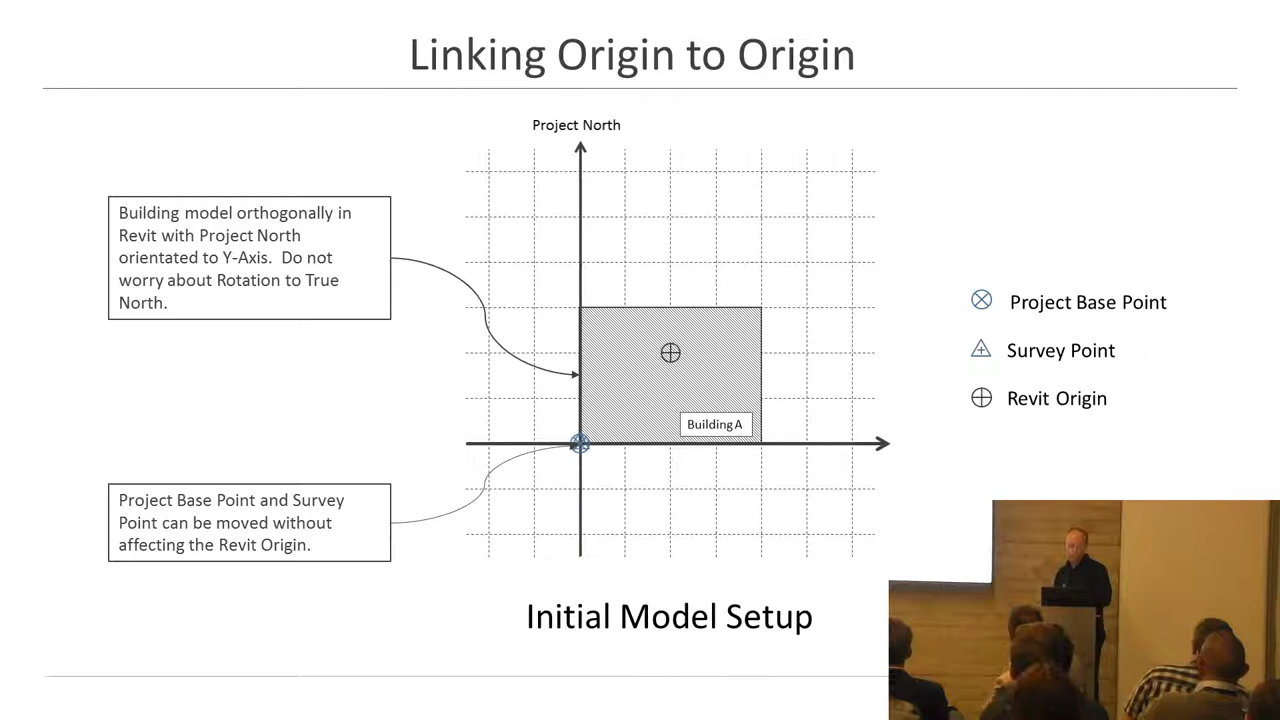 Linking Origin to Origin
Project North
Building model orthogonally in
Revit with Project North
orientated to Y-Axis.  Do not
worry about Rotation to True
North.
Project Base Point
Survey Point
Revit Origin
Building A
Project Base Point and Survey
Point can be moved without
affecting the Revit Origin.
Initial Model Setup